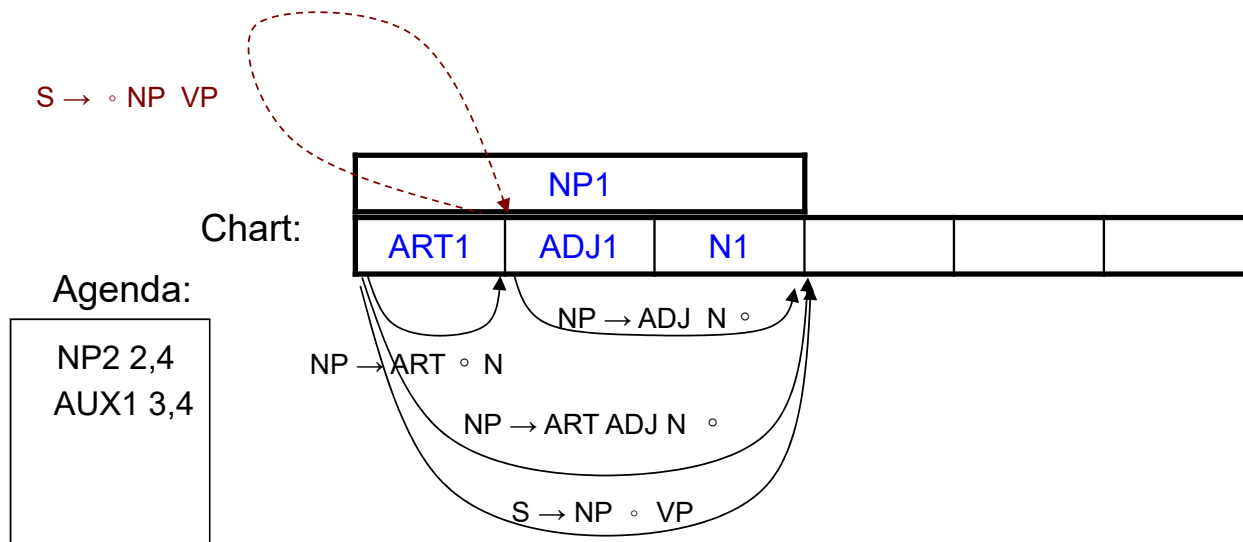 S → ◦ NP VP
NP1
Chart:
ART1 ADJ1 N1
Agenda:
NP2 2,4
AUX1 3,4
NP → ADJ N ◦
NP → ART ◦ N
NP → ART ADJ N ◦
S → NP ◦ VP